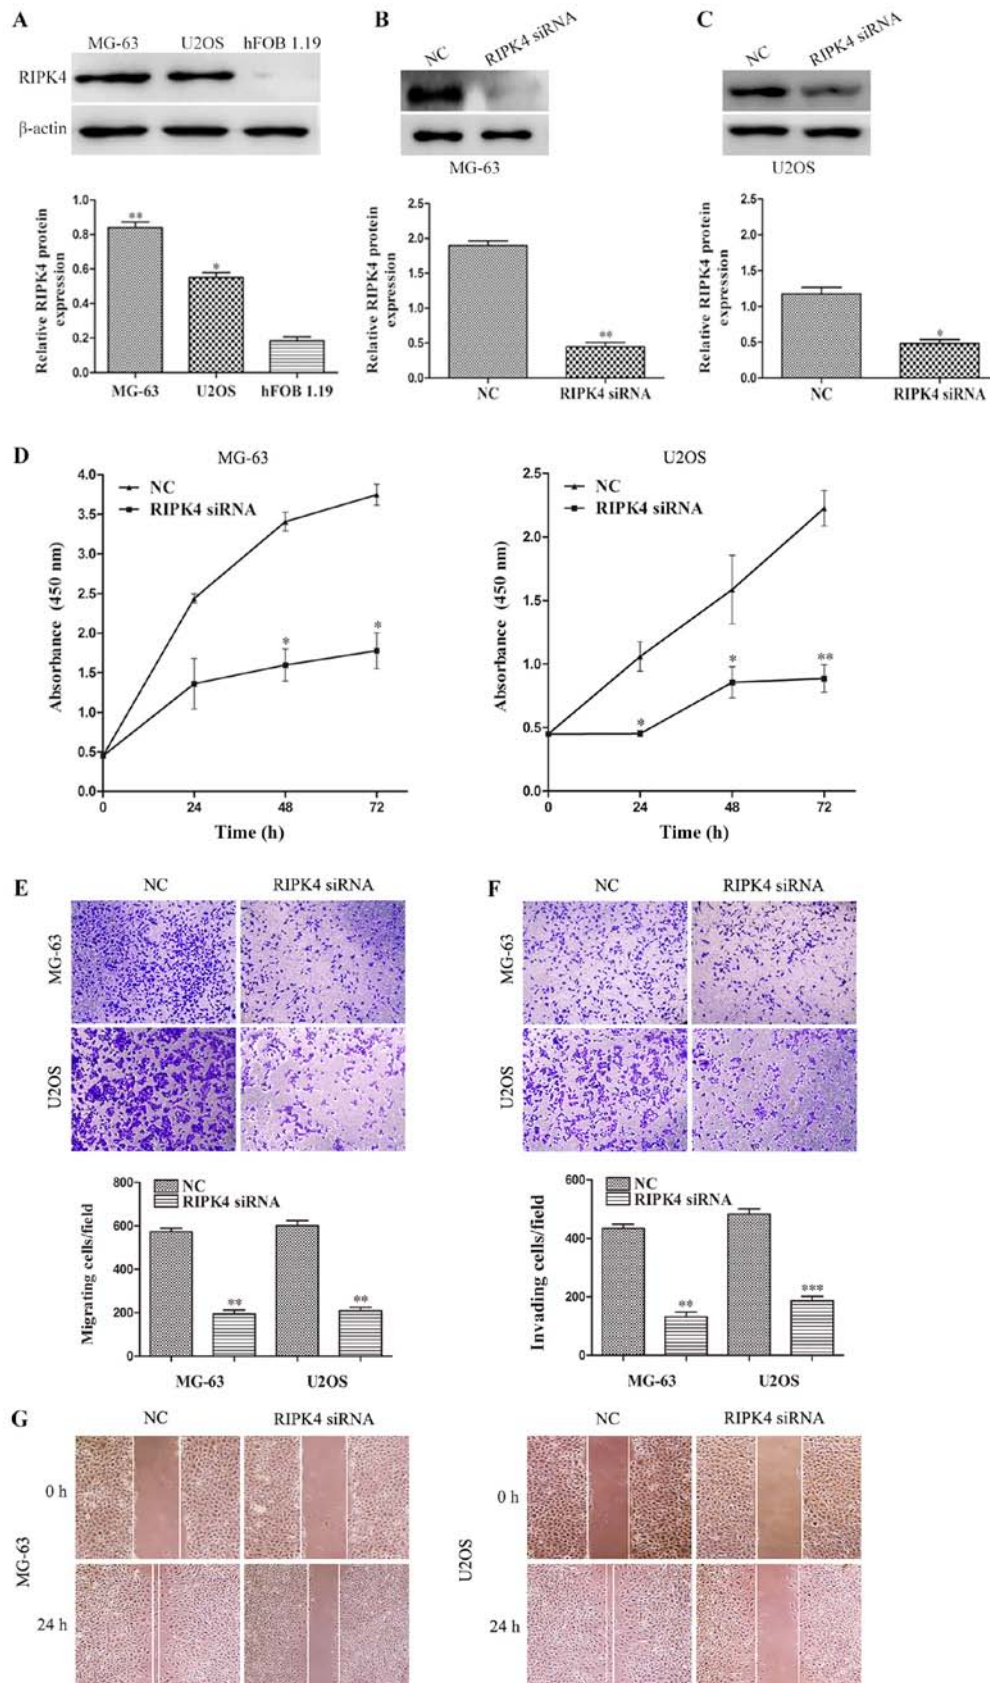 A
MG-63 U2OS hFOB 1.19
RIPK4
β-actin
Relative RIPK4 protein
expression
1.0
0.8
0.6
0.4
0.2
0.0
**
*
MG-63 U2OS hFOB 1.19
B
NC RIPK4 siRNA
MG-63
Relative RIPK4 protein
expression
2.5
2.0
1.5
1.0
0.5
0.0
**
NC RIPK4 siRNA
C
NC RIPK4 siRNA
U2OS
Relative RIPK4 protein
expression
2.5
2.0
1.5
1.0
0.5
0.0
*
NC RIPK4 siRNA
D
MG-63
NC
RIPK4 siRNA
Absorbance (450 nm)
4.0
3.5
3.0
2.5
2.0
1.5
1.0
0.5
0.0
* *
0 24 48 72
Time (h)
U2OS
NC
RIPK4 siRNA
Absorbance (450 nm)
2.5
2.0
1.5
1.0
0.5
0.0
* * **
0 24 48 72
Time (h)
E
NC RIPK4 siRNA
MG-63
U2OS
NC
RIPK4 siRNA
Migrating cells/field
800
600
400
200
0
** **
MG-63 U2OS
F
NC RIPK4 siRNA
MG-63
U2OS
NC
RIPK4 siRNA
Invading cells/field
600
400
200
0
** ***
MG-63 U2OS
G
NC RIPK4 siRNA
0 h
MG-63
24 h
NC RIPK4 siRNA
0 h
U2OS
24 h